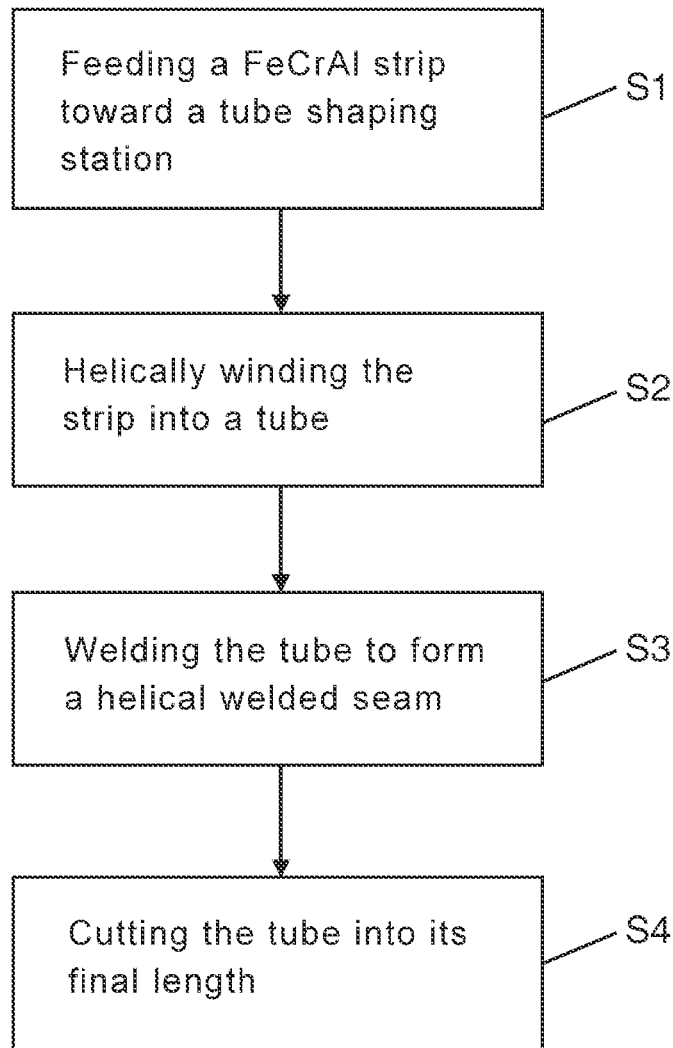 Feeding a FeCrAl strip
toward a tube shaping
station
S1
Helically winding the
strip into a tube
S2
Welding the tube to form
a helical welded seam
S3
Cutting the tube into its
final length
S4